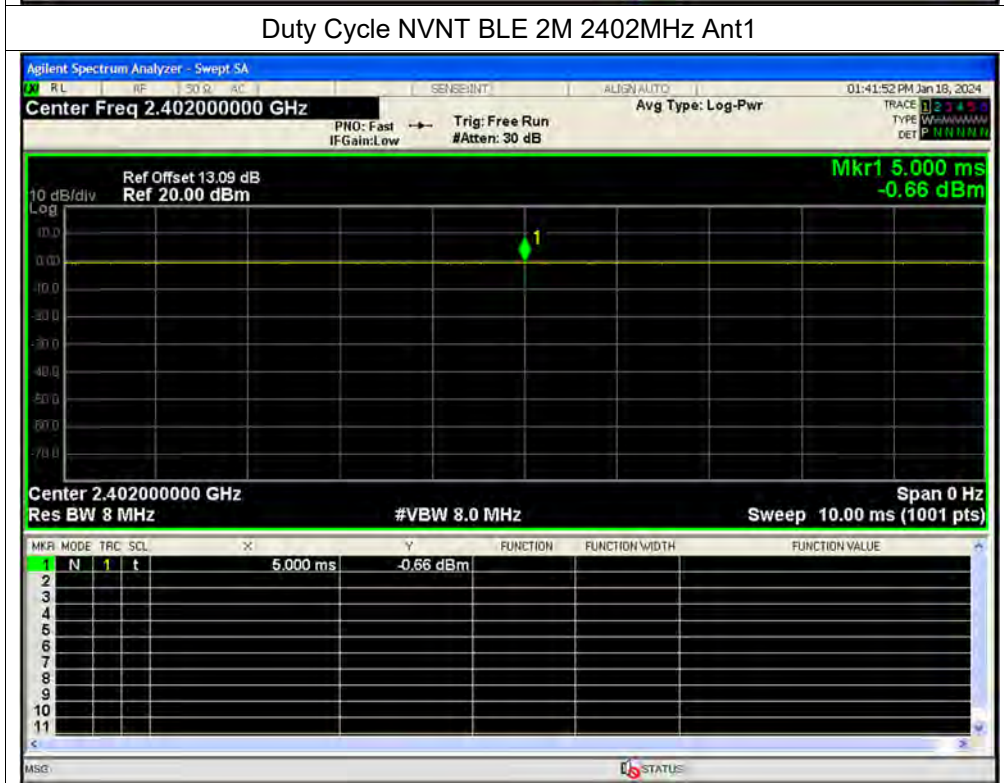 Duty Cycle NVNT BLE 2M 2402MHz Ant1
Agilent Spectrum Analyzer - Swept SA
RL RF 50 Ω AC SENSE:INT ALIGN AUTO 01:41:52 PM Jan 18, 2024
Center Freq 2.402000000 GHz Avg Type: Log-Pwr TRACE 1 2 3 4 5 6
PNO: Fast Trig: Free Run TYPE
IFGain:Low #Atten: 30 dB DET P N N N N N
Mkr1 5.000 ms
Ref Offset 13.09 dB
10 dB/div Ref 20.00 dBm -0.66 dBm
Log
10.0
0.00
-10.0
-20.0
-30.0
-40.0
-50.0
-60.0
-70.0
1
Center 2.402000000 GHz Span 0 Hz
Res BW 8 MHz #VBW 8.0 MHz Sweep 10.00 ms (1001 pts)
MKR MODE TRC SCL X Y FUNCTION FUNCTION WIDTH FUNCTION VALUE
1 N 1 t 5.000 ms -0.66 dBm
2
3
4
5
6
7
8
9
10
11
MSG STATUS